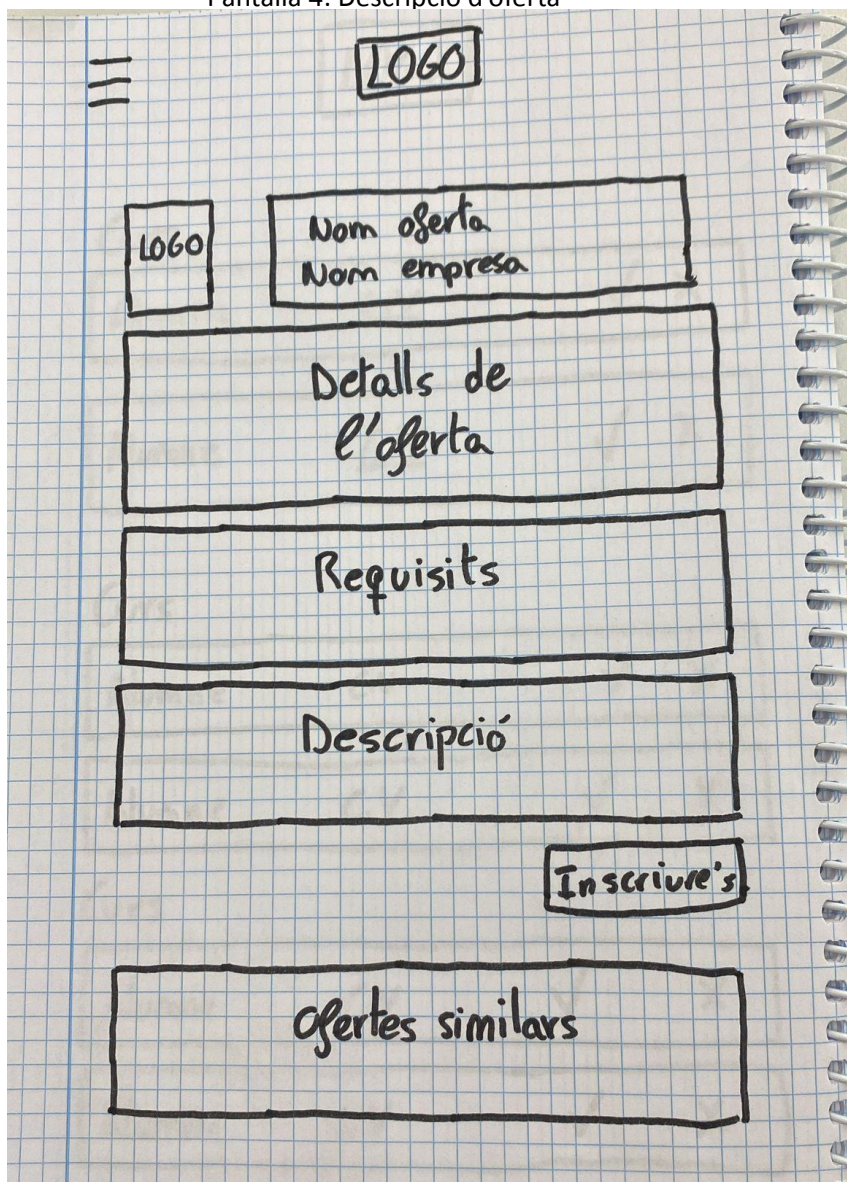 Pantalla 4: Descripció d'oferta
LOGO
LOGO
Nom oferta
Nom empresa
Detalls de
l'oferta
Requisits
Descripció
Inscriure's
Ofertes similars